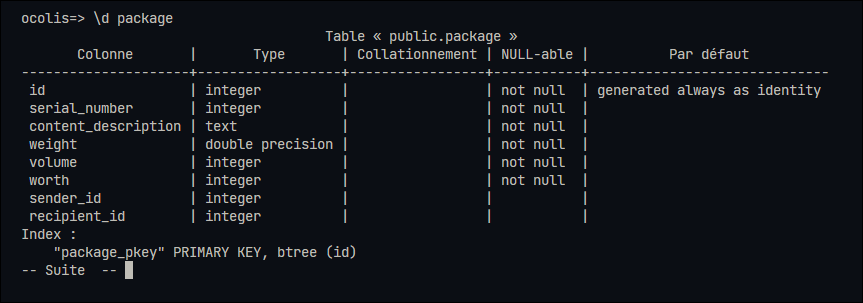 ocolis=> \d package
                                      Table « public.package »
       Colonne       |       Type       | Collationnement | NULL-able |          Par défaut
---------------------+------------------+-----------------+-----------+------------------------------
 id                  | integer          |                 | not null  | generated always as identity
 serial_number       | integer          |                 | not null  |
 content_description | text             |                 | not null  |
 weight              | double precision |                 | not null  |
 volume              | integer          |                 | not null  |
 worth               | integer          |                 | not null  |
 sender_id           | integer          |                 |           |
 recipient_id        | integer          |                 |           |
Index :
    "package_pkey" PRIMARY KEY, btree (id)
-- Suite  --